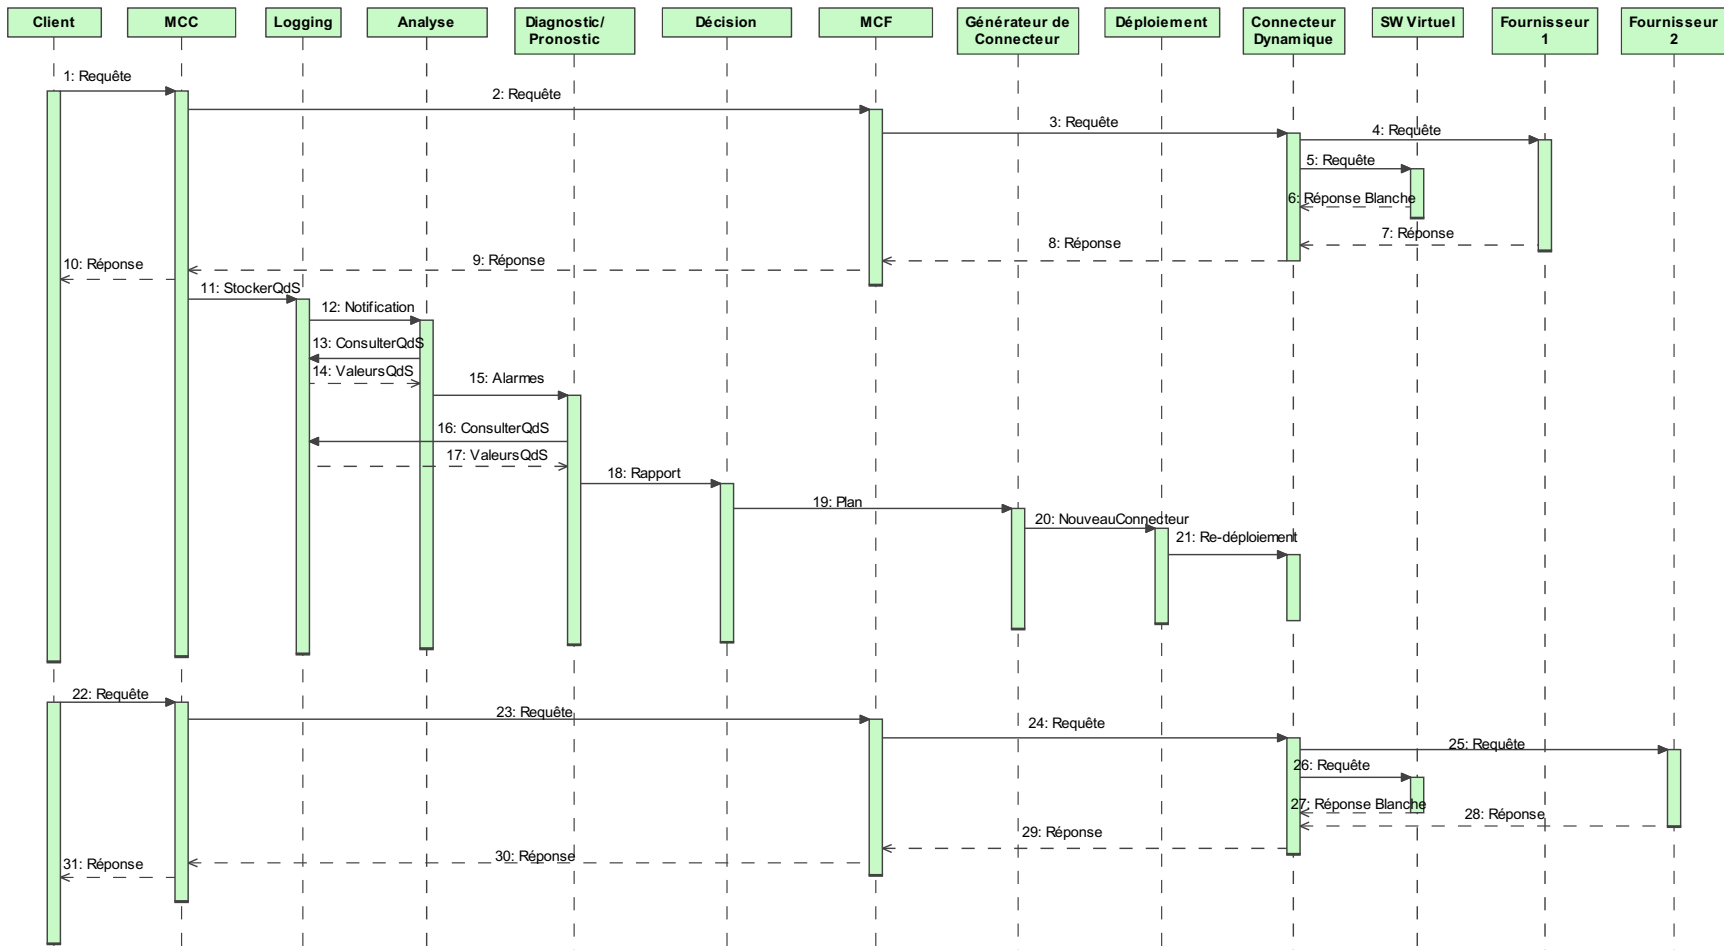 Client
MCC
Logging
Analyse
Diagnostic/
Pronostic
Décision
MCF
Générateur de
Connecteur
Déploiement
Connecteur
Dynamique
SW Virtuel
Fournisseur
1
Fournisseur
2
1: Requête
2: Requête
3: Requête
4: Requête
5: Requête
6: Réponse Blanche
7: Réponse
8: Réponse
9: Réponse
10: Réponse
11: StockerQdS
12: Notification
13: ConsulterQdS
14: ValeursQdS
15: Alarmes
16: ConsulterQdS
17: ValeursQdS
18: Rapport
19: Plan
20: NouveauConnecteur
21: Re-déploiement
22: Requête
23: Requête
24: Requête
25: Requête
26: Requête
27: Réponse Blanche
28: Réponse
29: Réponse
30: Réponse
31: Réponse